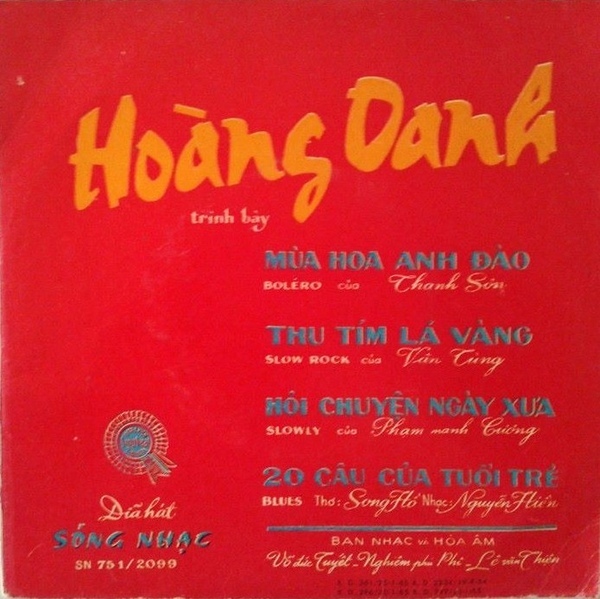 Hoàng Oanh
trình bày
MÙA HOA ANH ĐÀO
BOLÉRO của Thanh Sơn
THU TÍM LÁ VÀNG
SLOW ROCK của Văn Tùng
HỎI CHUYỆN NGÀY XƯA
SLOWLY của Phạm mạnh Cương
20 CÂU CỦA TUỔI TRẺ
BLUES Thơ: Song Hồ Nhạc: Nguyễn Hiền
Dĩa hát
SÓNG NHẠC
SN 751/2099
BAN NHẠC và HÒA ÂM
Võ đức Tuyết - Nghiêm phú Phi - Lê văn Thiện